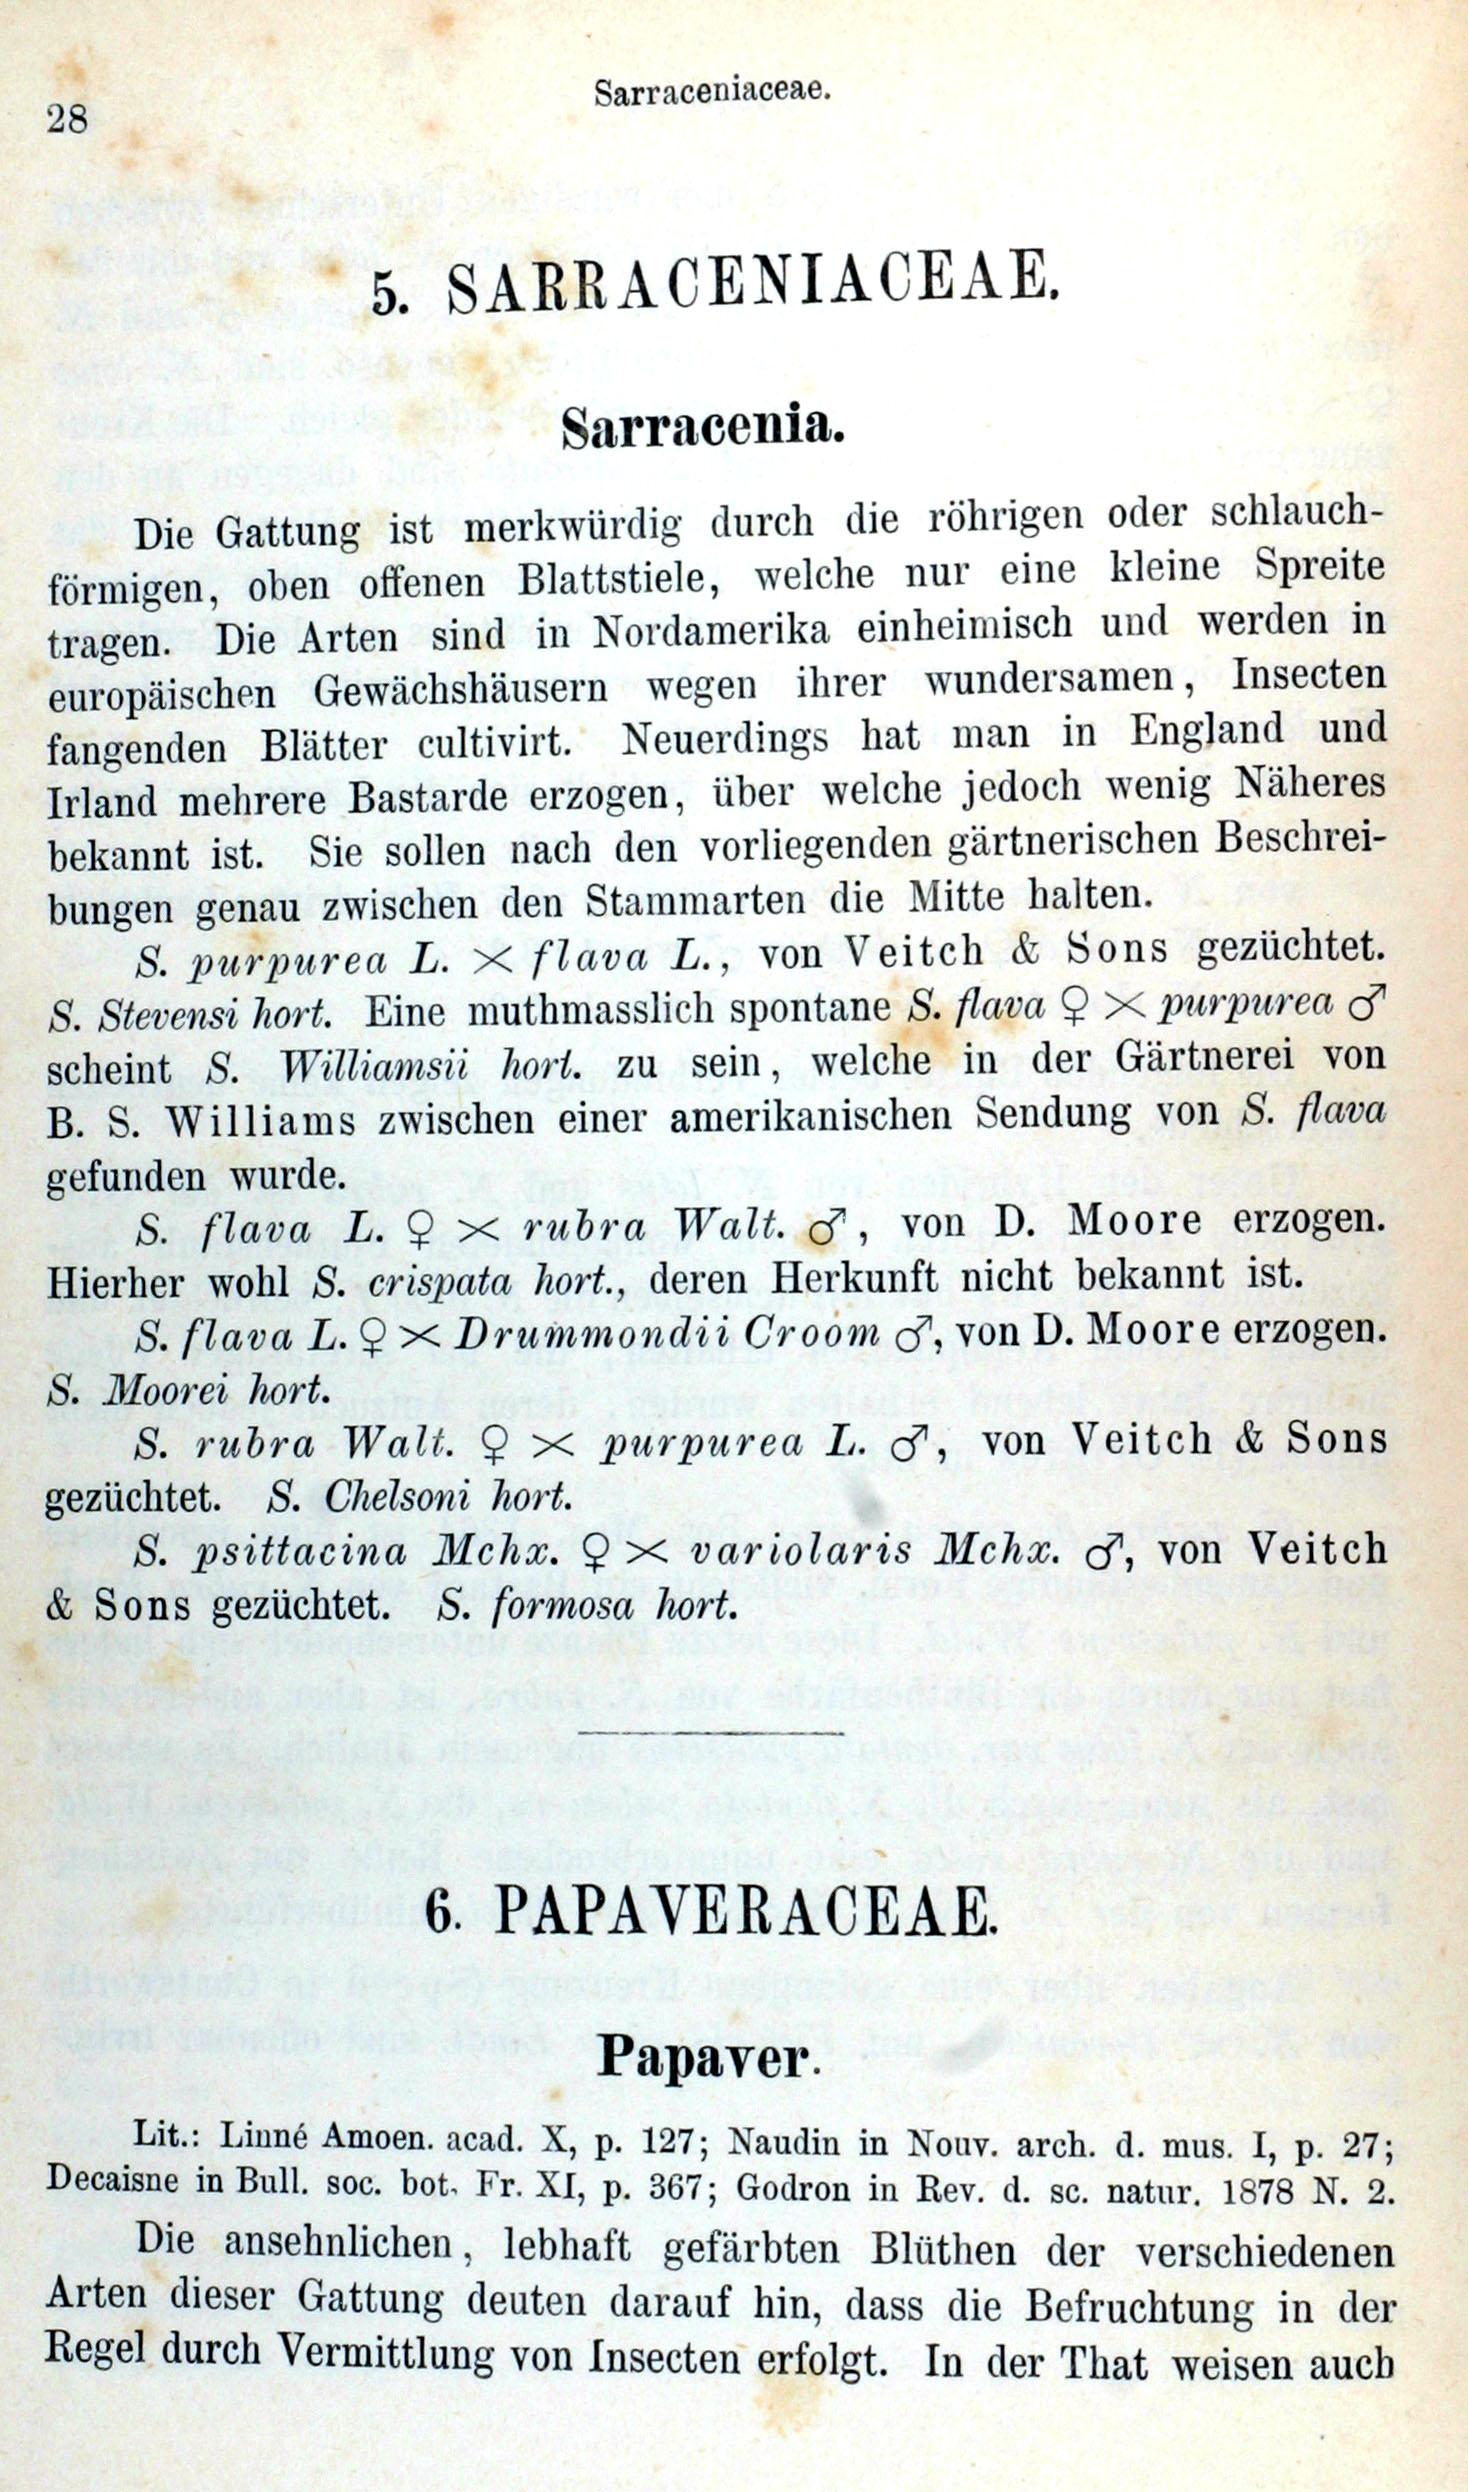 28
Sarraceniaceae.
5. SARRACENIACEAE.
Sarracenia.
Die Gattung ist merkwürdig durch die röhrigen oder schlauch-
förmigen, oben offenen Blattstiele, welche nur eine kleine Spreite
tragen. Die Arten sind in Nordamerika einheimisch und werden in
europäischen Gewächshäusern wegen ihrer wundersamen, Insecten
fangenden Blätter cultivirt. Neuerdings hat man in England und
Irland mehrere Bastarde erzogen, über welche jedoch wenig Näheres
bekannt ist. Sie sollen nach den vorliegenden gärtnerischen Beschrei-
bungen genau zwischen den Stammarten die Mitte halten.
S. purpurea L. × flava L., von Veitch & Sons gezüchtet.
S. Stevensi hort. Eine muthmasslich spontane S. flava ♀ × purpurea ♂
scheint S. Williamsii hort. zu sein, welche in der Gärtnerei von
B. S. Williams zwischen einer amerikanischen Sendung von S. flava
gefunden wurde.
S. flava L. ♀ × rubra Walt. ♂, von D. Moore erzogen.
Hierher wohl S. crispata hort., deren Herkunft nicht bekannt ist.
S. flava L. ♀ × Drummondii Croom ♂, von D. Moore erzogen.
S. Moorei hort.
S. rubra Walt. ♀ × purpurea L. ♂, von Veitch & Sons
gezüchtet. S. Chelsoni hort.
S. psittacina Mchx. ♀ × variolaris Mchx. ♂, von Veitch
& Sons gezüchtet. S. formosa hort.
6. PAPAVERACEAE.
Papaver.
Lit.: Linné Amoen. acad. X, p. 127; Naudin in Nouv. arch. d. mus. I, p. 27;
Decaisne in Bull. soc. bot. Fr. XI, p. 367; Godron in Rev. d. sc. natur. 1878 N. 2.
Die ansehnlichen, lebhaft gefärbten Blüthen der verschiedenen
Arten dieser Gattung deuten darauf hin, dass die Befruchtung in der
Regel durch Vermittlung von Insecten erfolgt. In der That weisen auch